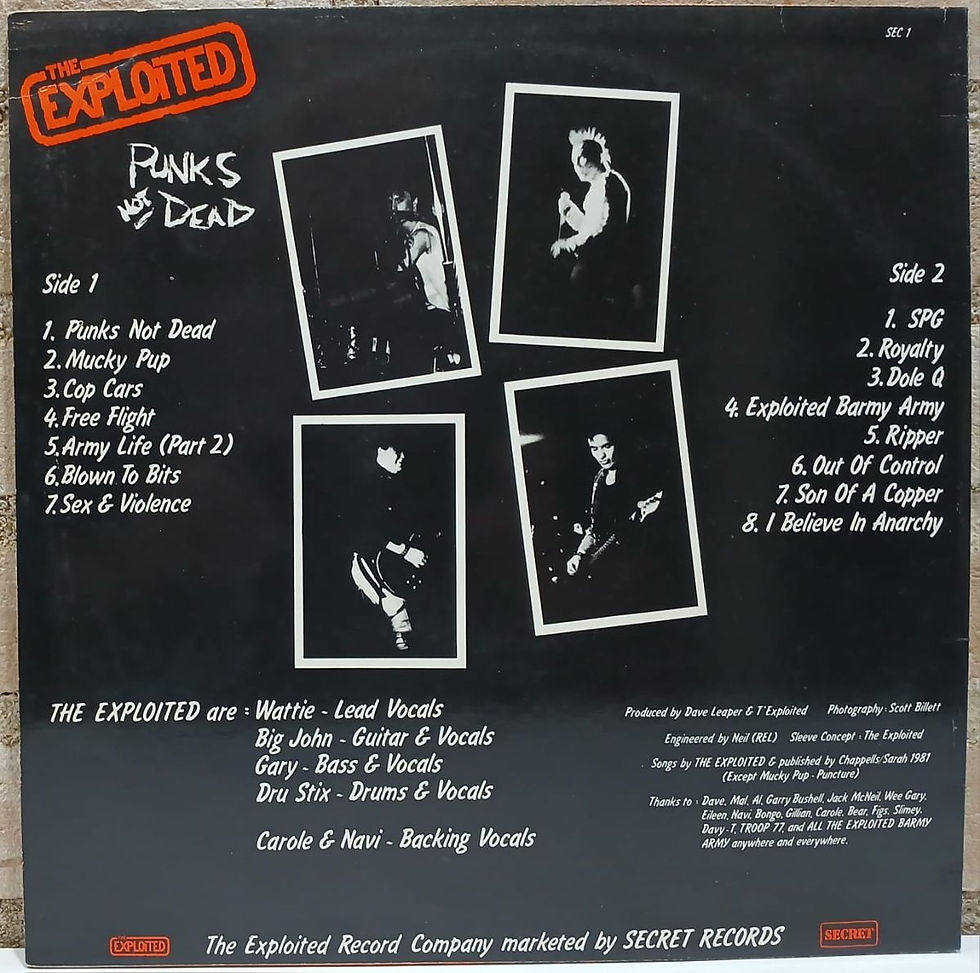 SEC 1
THE
EXPLOITED
PUNKS
NOT DEAD
Side 1
1. Punks Not Dead
2. Mucky Pup
3. Cop Cars
4. Free Flight
5. Army Life (Part 2)
6. Blown To Bits
7. Sex & Violence
Side 2
1. SPG
2. Royalty
3. Dole Q
4. Exploited Barmy Army
5. Ripper
6. Out Of Control
7. Son Of A Copper
8. I Believe In Anarchy
THE EXPLOITED are : Wattie - Lead Vocals
Big John - Guitar & Vocals
Gary - Bass & Vocals
Dru Stix - Drums & Vocals
Carole & Navi - Backing Vocals
Produced by Dave Leaper & T'Exploited Photography : Scott Billett
Engineered by Neil (REL) Sleeve Concept : The Exploited
Songs by THE EXPLOITED & published by Chappells/Sarah 1981
(Except Mucky Pup - Puncture)
Thanks to : Dave, Mal, Al, Garry Bushell, Jack McNeil, Wee Gary,
Eileen, Navi, Bongo, Gillian, Carole, Bear, Figs, Slimey,
Davy-T, TROOP 77, and ALL THE EXPLOITED BARMY
ARMY anywhere and everywhere.
THE
EXPLOITED
The Exploited Record Company marketed by SECRET RECORDS
SECRET